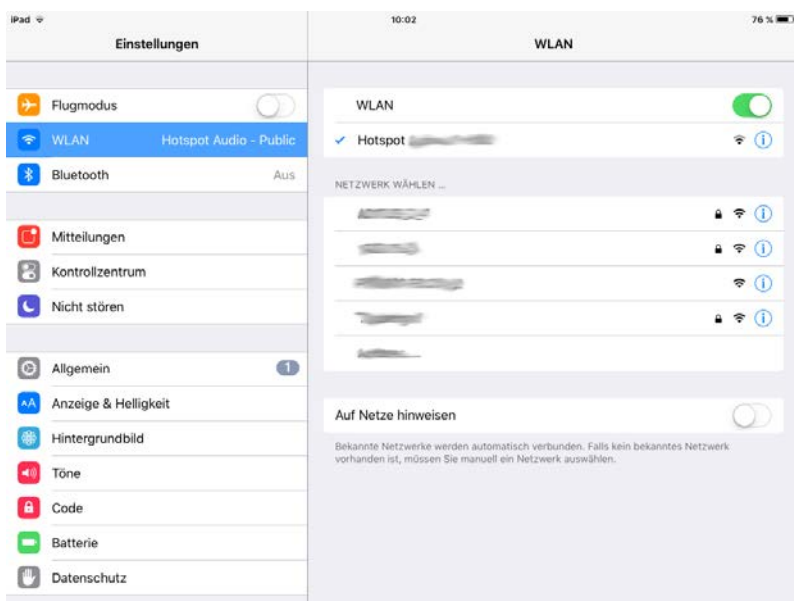 iPad
10:02
76 %
Einstellungen
WLAN
Flugmodus
WLAN Hotspot Audio - Public
Bluetooth Aus
Mitteilungen
Kontrollzentrum
Nicht stören
Allgemein 1
Anzeige & Helligkeit
Hintergrundbild
Töne
Code
Batterie
Datenschutz
WLAN
Hotspot
NETZWERK WÄHLEN ...
Auf Netze hinweisen
Bekannte Netzwerke werden automatisch verbunden. Falls kein bekanntes Netzwerk
vorhanden ist, müssen Sie manuell ein Netzwerk auswählen.